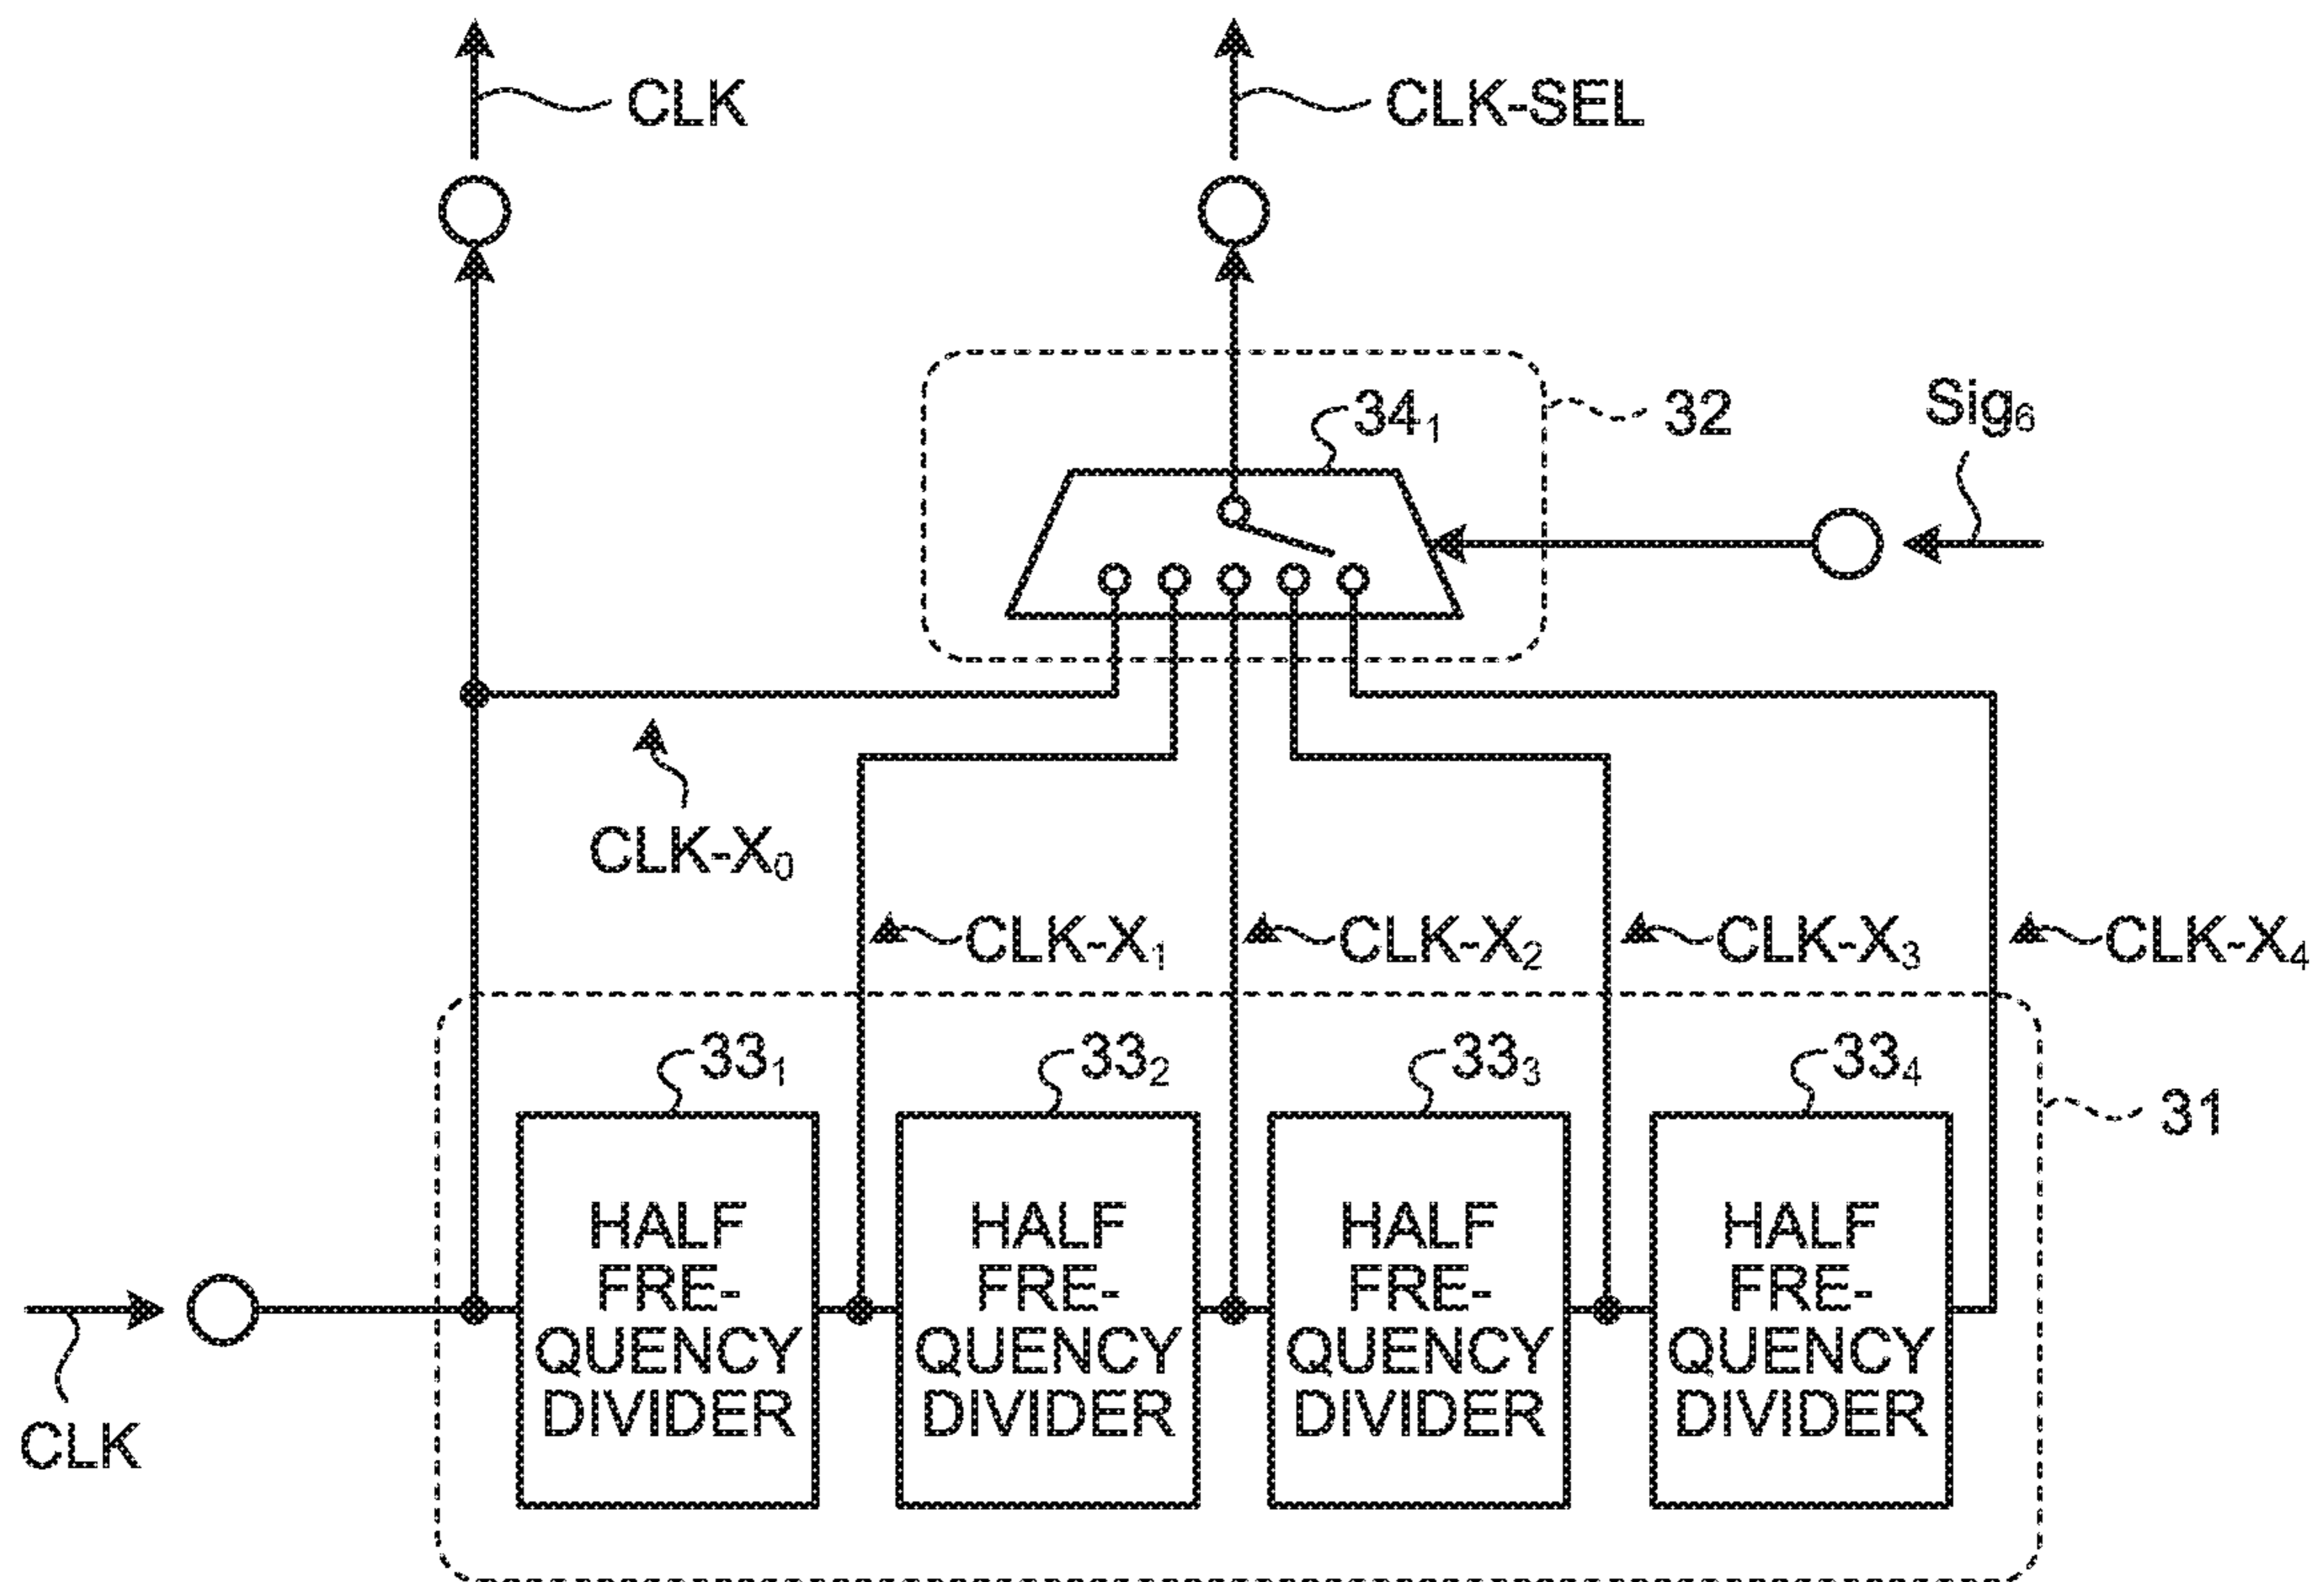 CLK
CLK-SEL
34₁
32
Sig₆
CLK-X₀
CLK-X₁
CLK-X₂
CLK-X₃
CLK-X₄
33₁
33₂
33₃
33₄
31
HALF
FRE-
QUENCY
DIVIDER
HALF
FRE-
QUENCY
DIVIDER
HALF
FRE-
QUENCY
DIVIDER
HALF
FRE-
QUENCY
DIVIDER
CLK